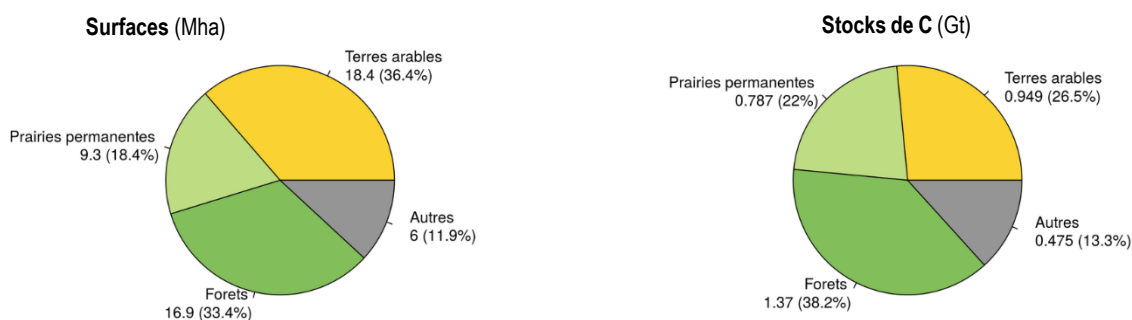 Surfaces (Mha)
Terres arables
18.4 (36.4%)
Prairies permanentes
9.3 (18.4%)
Autres
6 (11.9%)
Forets
16.9 (33.4%)
Stocks de C (Gt)
Prairies permanentes
0.787 (22%)
Terres arables
0.949 (26.5%)
Autres
0.475 (13.3%)
Forets
1.37 (38.2%)